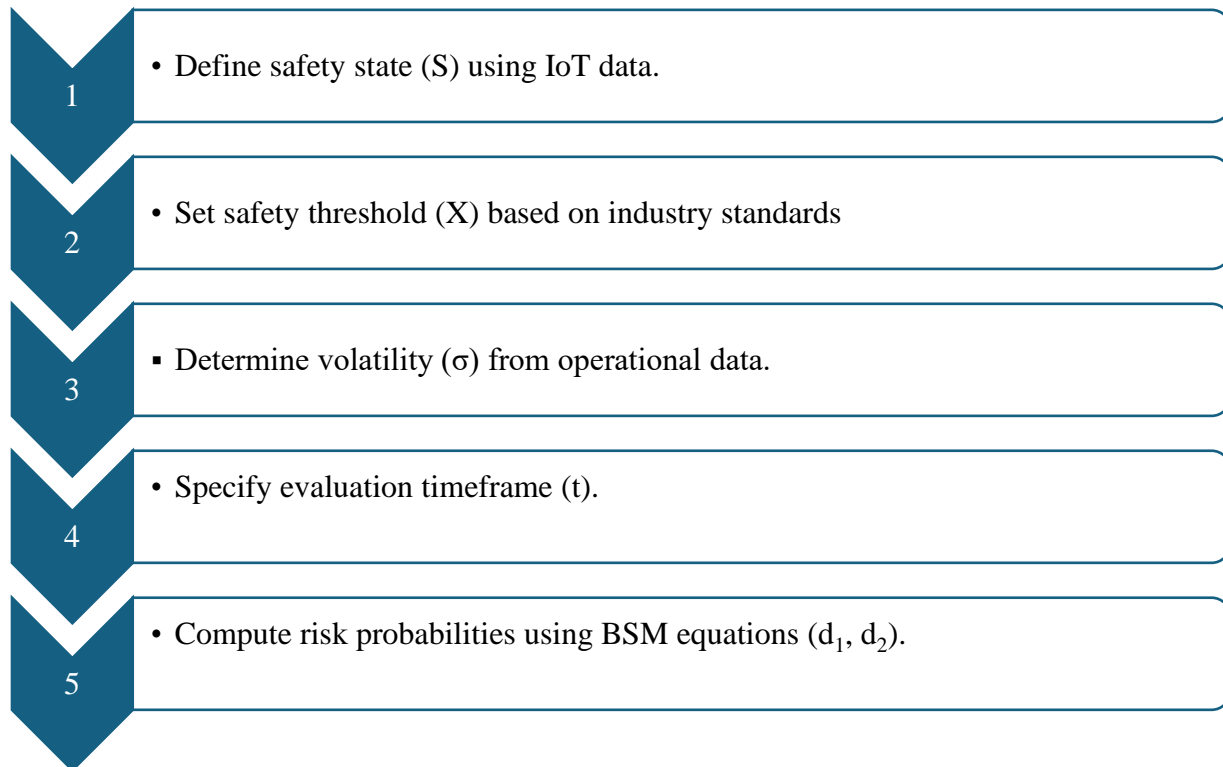 1
• Define safety state (S) using IoT data.
2
• Set safety threshold (X) based on industry standards
3
▪ Determine volatility (σ) from operational data.
4
• Specify evaluation timeframe (t).
5
• Compute risk probabilities using BSM equations (d₁, d₂).